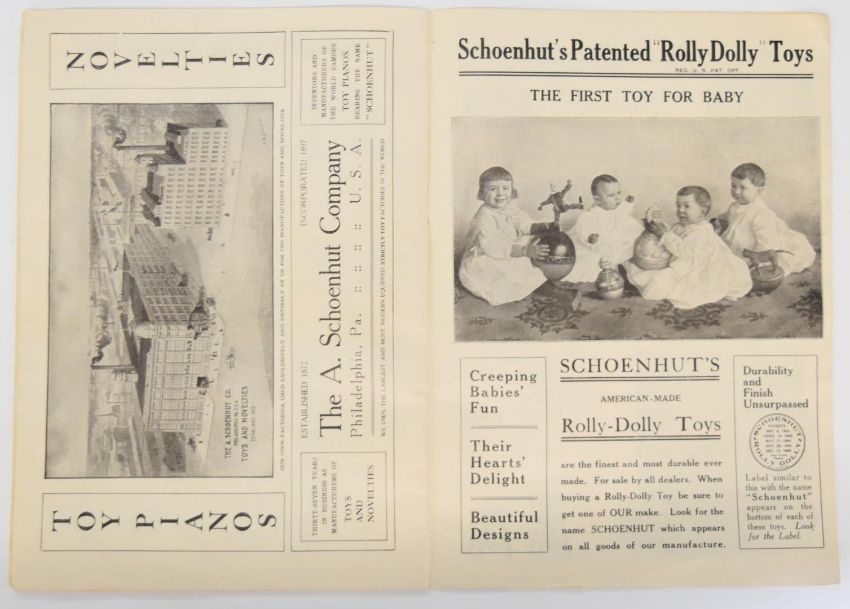 TOY PIANOS
NOVELTIES
THE A. SCHOENHUT CO.
PHILADELPHIA, PA. U.S.A.
TOYS AND NOVELTIES
OUR OWN FACTORIES, USED EXCLUSIVELY AND ENTIRELY BY US FOR THE MANUFACTURE OF TOYS AND NOVELTIES
THIRTY-SEVEN YEARS
IN BUSINESS AS
MANUFACTURERS OF
TOYS
AND
NOVELTIES
ESTABLISHED 1872
INCORPORATED 1897
The A. Schoenhut Company
Philadelphia, Pa. :: :: :: :: U. S. A.
WE OWN THE LARGEST AND MOST MODERN EQUIPPED STRICTLY TOY FACTORIES IN THE WORLD
INVENTORS AND
MANUFACTURERS OF
THE WORLD FAMOUS
TOY PIANOS
BEARING THE NAME
"SCHOENHUT"
Schoenhut's Patented "Rolly Dolly" Toys
REG. U. S. PAT. OFF.
THE FIRST TOY FOR BABY
Creeping
Babies'
Fun
Their
Hearts'
Delight
Beautiful
Designs
SCHOENHUT'S
AMERICAN-MADE
Rolly-Dolly Toys
are the finest and most durable ever
made. For sale by all dealers. When
buying a Rolly-Dolly Toy be sure to
get one of OUR make. Look for the
name SCHOENHUT which appears
on all goods of our manufacture.
Durability
and
Finish
Unsurpassed
SCHOENHUT
ROLLY DOLLY
Label similar to
this with the name
"Schoenhut"
appears on the
bottom of each of
these toys. Look
for the Label.